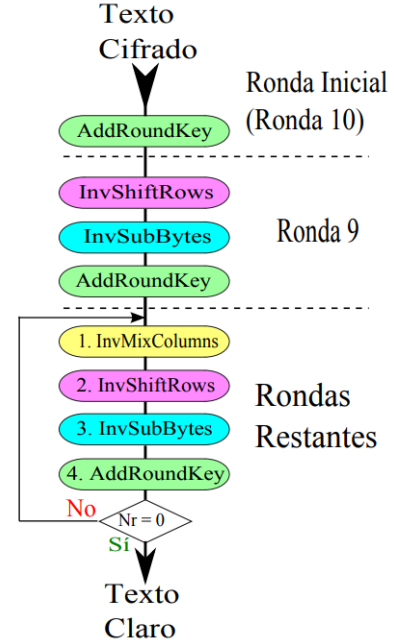 Texto
Cifrado
Ronda Inicial
(Ronda 10)
AddRoundKey
InvShiftRows
InvSubBytes
Ronda 9
AddRoundKey
1. InvMixColumns
2. InvShiftRows
Rondas
3. InvSubBytes
Restantes
4. AddRoundKey
No
Nr = 0
Sí
Texto
Claro